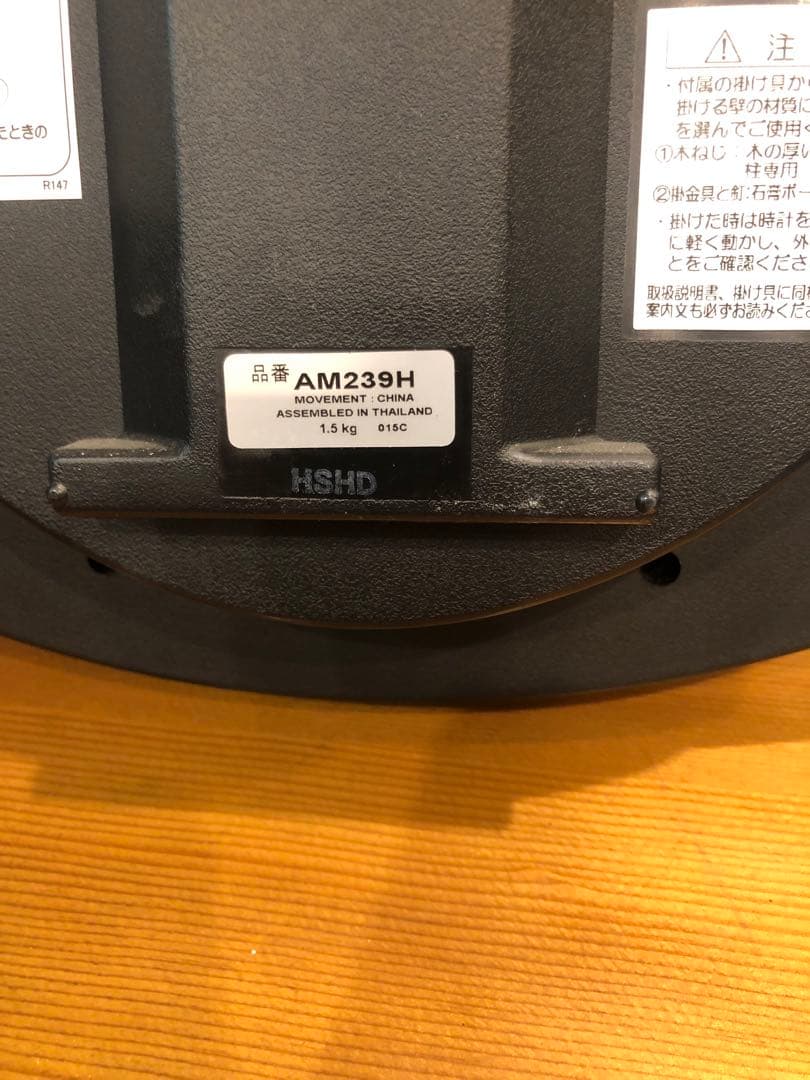 たときの
R147
⚠ 注
・付属の掛け具か
掛ける壁の材質に
を選んでご使用
①木ねじ：木の厚い
柱専用
②掛金具と釘:石膏ボー
・掛けた時は時計を
に軽く動かし、外
とをご確認くださ
取扱説明書、掛け具に同
案内文も必ずお読みくだ
品番 AM239H
MOVEMENT : CHINA
ASSEMBLED IN THAILAND
1.5 kg 015C
HSHD